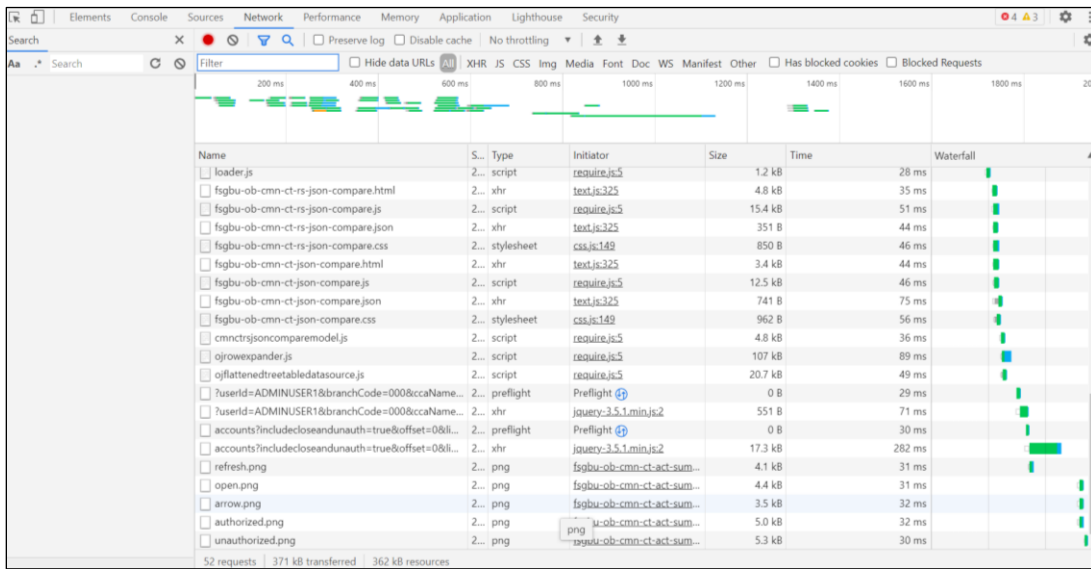 Elements Console Sources Network Performance Memory Application Lighthouse Security 4 3
Search Preserve log Disable cache No throttling
Aa .* Search Filter Hide data URLs All XHR JS CSS Img Media Font Doc WS Manifest Other Has blocked cookies Blocked Requests
200 ms 400 ms 600 ms 800 ms 1000 ms 1200 ms 1400 ms 1600 ms 1800 ms 20
Name S... Type Initiator Size Time Waterfall
loader.js 2... script require.js:5 1.2 kB 28 ms
fsgbu-ob-cmn-ct-rs-json-compare.html 2... xhr text.js:325 4.8 kB 35 ms
fsgbu-ob-cmn-ct-rs-json-compare.js 2... script require.js:5 15.4 kB 51 ms
fsgbu-ob-cmn-ct-rs-json-compare.json 2... xhr text.js:325 351 B 44 ms
fsgbu-ob-cmn-ct-rs-json-compare.css 2... stylesheet css.js:149 850 B 46 ms
fsgbu-ob-cmn-ct-json-compare.html 2... xhr text.js:325 3.4 kB 44 ms
fsgbu-ob-cmn-ct-json-compare.js 2... script require.js:5 12.5 kB 46 ms
fsgbu-ob-cmn-ct-json-compare.json 2... xhr text.js:325 741 B 75 ms
fsgbu-ob-cmn-ct-json-compare.css 2... stylesheet css.js:149 962 B 56 ms
cmnctrsjsoncomparemodel.js 2... script require.js:5 4.8 kB 36 ms
ojrowexpander.js 2... script require.js:5 107 kB 89 ms
ojflattenedtreetabledatasource.js 2... script require.js:5 20.7 kB 49 ms
?userId=ADMINUSER1&branchCode=000&ccaName... 2... preflight Preflight 0 B 29 ms
?userId=ADMINUSER1&branchCode=000&ccaName... 2... xhr jquery-3.5.1.min.js:2 551 B 71 ms
accounts?includecloseandunauth=true&offset=0&li... 2... preflight Preflight 0 B 30 ms
accounts?includecloseandunauth=true&offset=0&li... 2... xhr jquery-3.5.1.min.js:2 17.3 kB 282 ms
refresh.png 2... png fsgbu-ob-cmn-ct-act-sum... 4.1 kB 31 ms
open.png 2... png fsgbu-ob-cmn-ct-act-sum... 4.4 kB 31 ms
arrow.png 2... png fsgbu-ob-cmn-ct-act-sum... 3.5 kB 32 ms
authorized.png 2... png u-ob-cmn-ct-act-sum... 5.0 kB 32 ms
png
unauthorized.png 2... png fsgbu-ob-cmn-ct-act-sum... 5.3 kB 30 ms
52 requests 371 kB transferred 362 kB resources